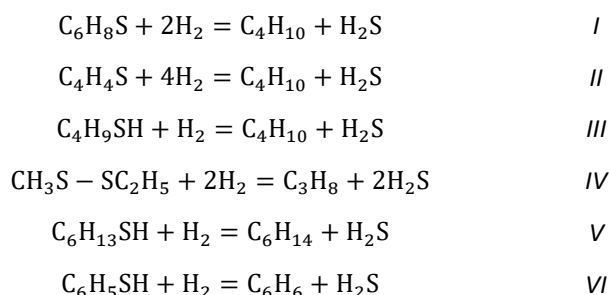 C₆H₈S + 2H₂ = C₄H₁₀ + H₂S I
C₄H₄S + 4H₂ = C₄H₁₀ + H₂S II
C₄H₉SH + H₂ = C₄H₁₀ + H₂S III
CH₃S − SC₂H₅ + 2H₂ = C₃H₈ + 2H₂S IV
C₆H₁₃SH + H₂ = C₆H₁₄ + H₂S V
C₆H₅SH + H₂ = C₆H₆ + H₂S VI